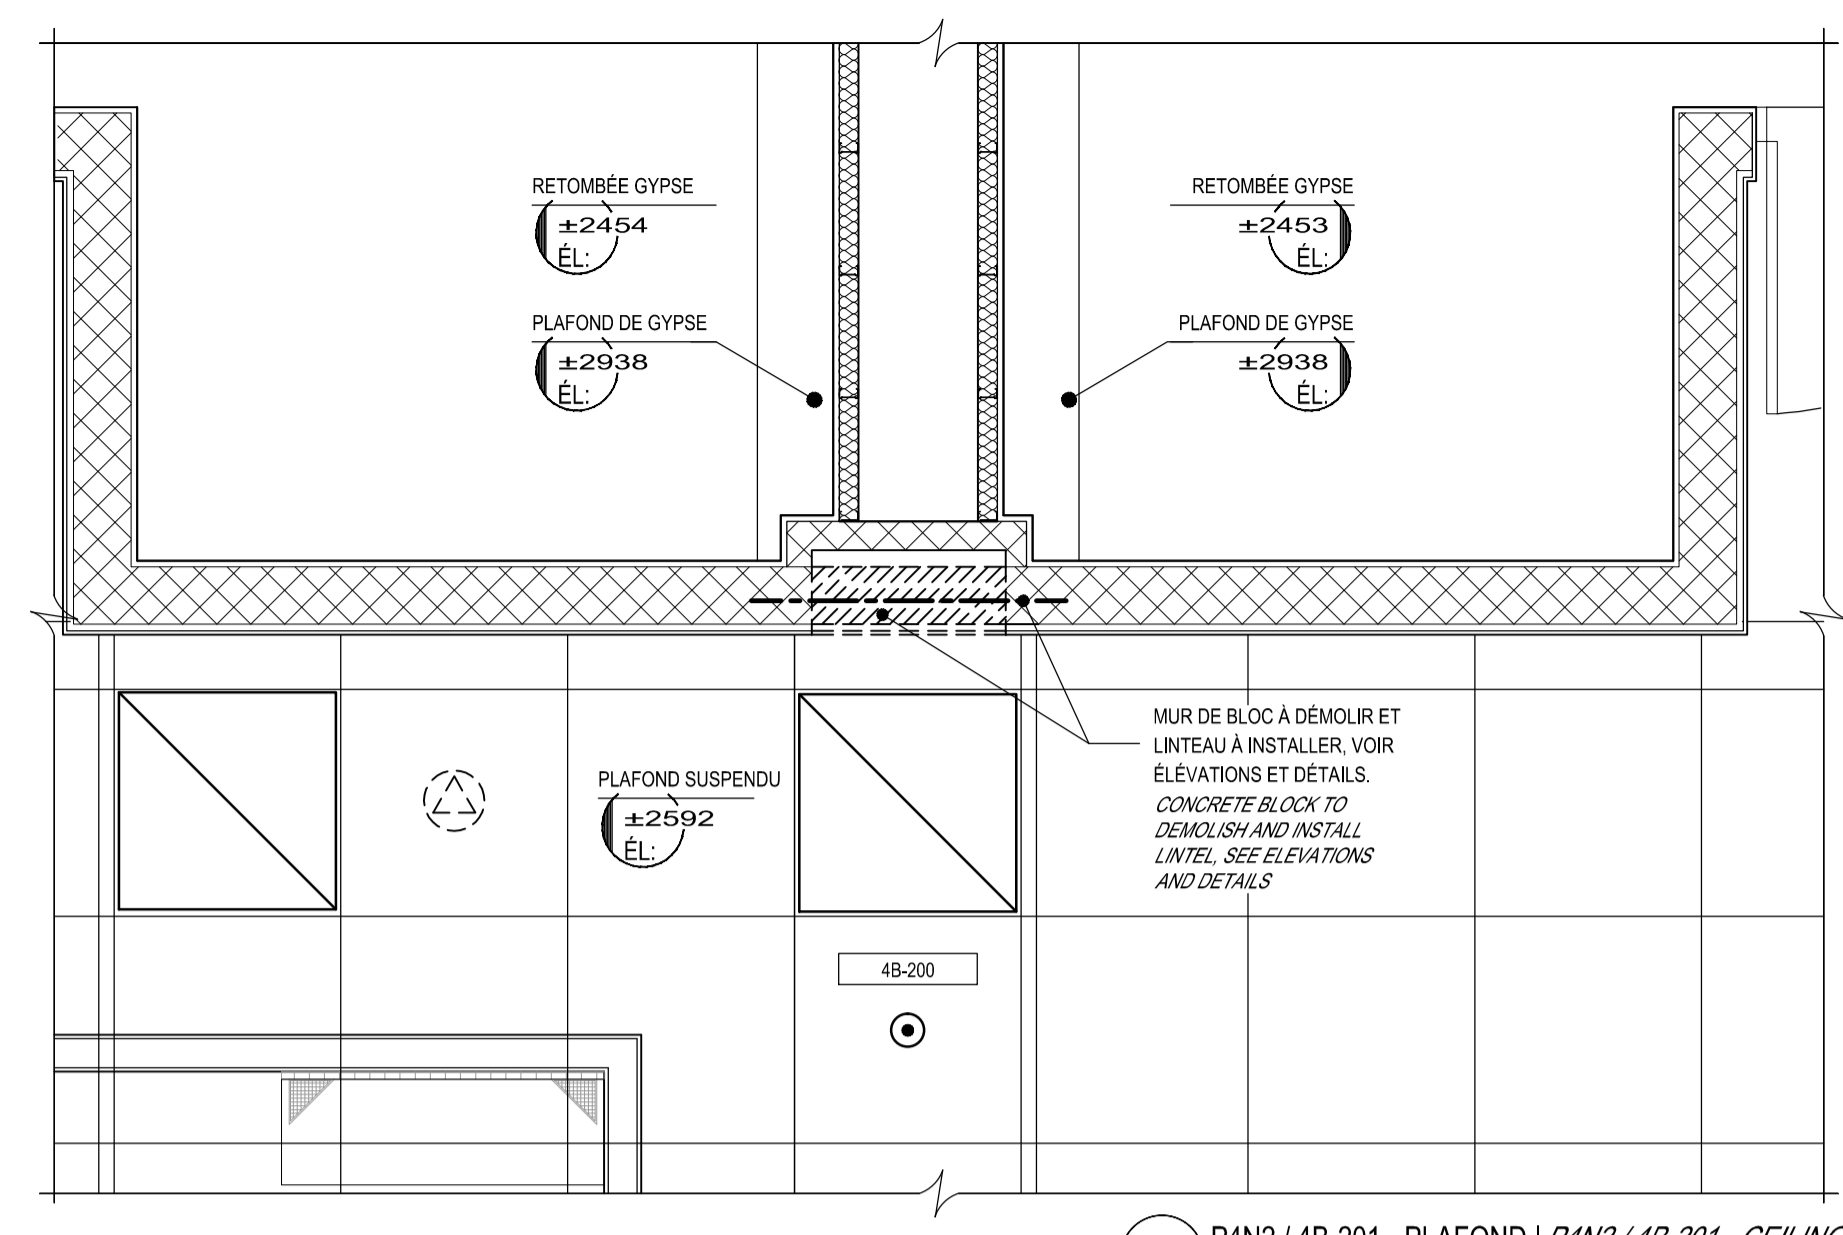 RETOMBÉE GYPSE
±2454
ÉL:
RETOMBÉE GYPSE
±2453
ÉL:
PLAFOND DE GYPSE
±2938
ÉL:
PLAFOND DE GYPSE
±2938
ÉL:
MUR DE BLOC À DÉMOLIR ET
LINTEAU À INSTALLER, VOIR
ÉLÉVATIONS ET DÉTAILS.
CONCRETE BLOCK TO
DEMOLISH AND INSTALL
LINTEL, SEE ELEVATIONS
AND DETAILS
PLAFOND SUSPENDU
±2592
ÉL:
4B-200